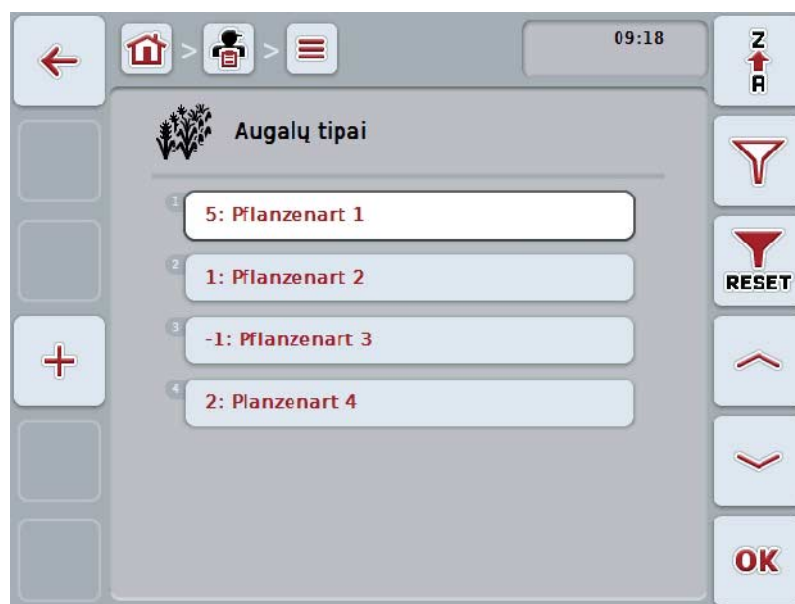 > > 09:18
Z
A
Augalų tipai
1
5: Pflanzenart 1
2
1: Pflanzenart 2
RESET
3
-1: Pflanzenart 3
4
2: Planzenart 4
OK